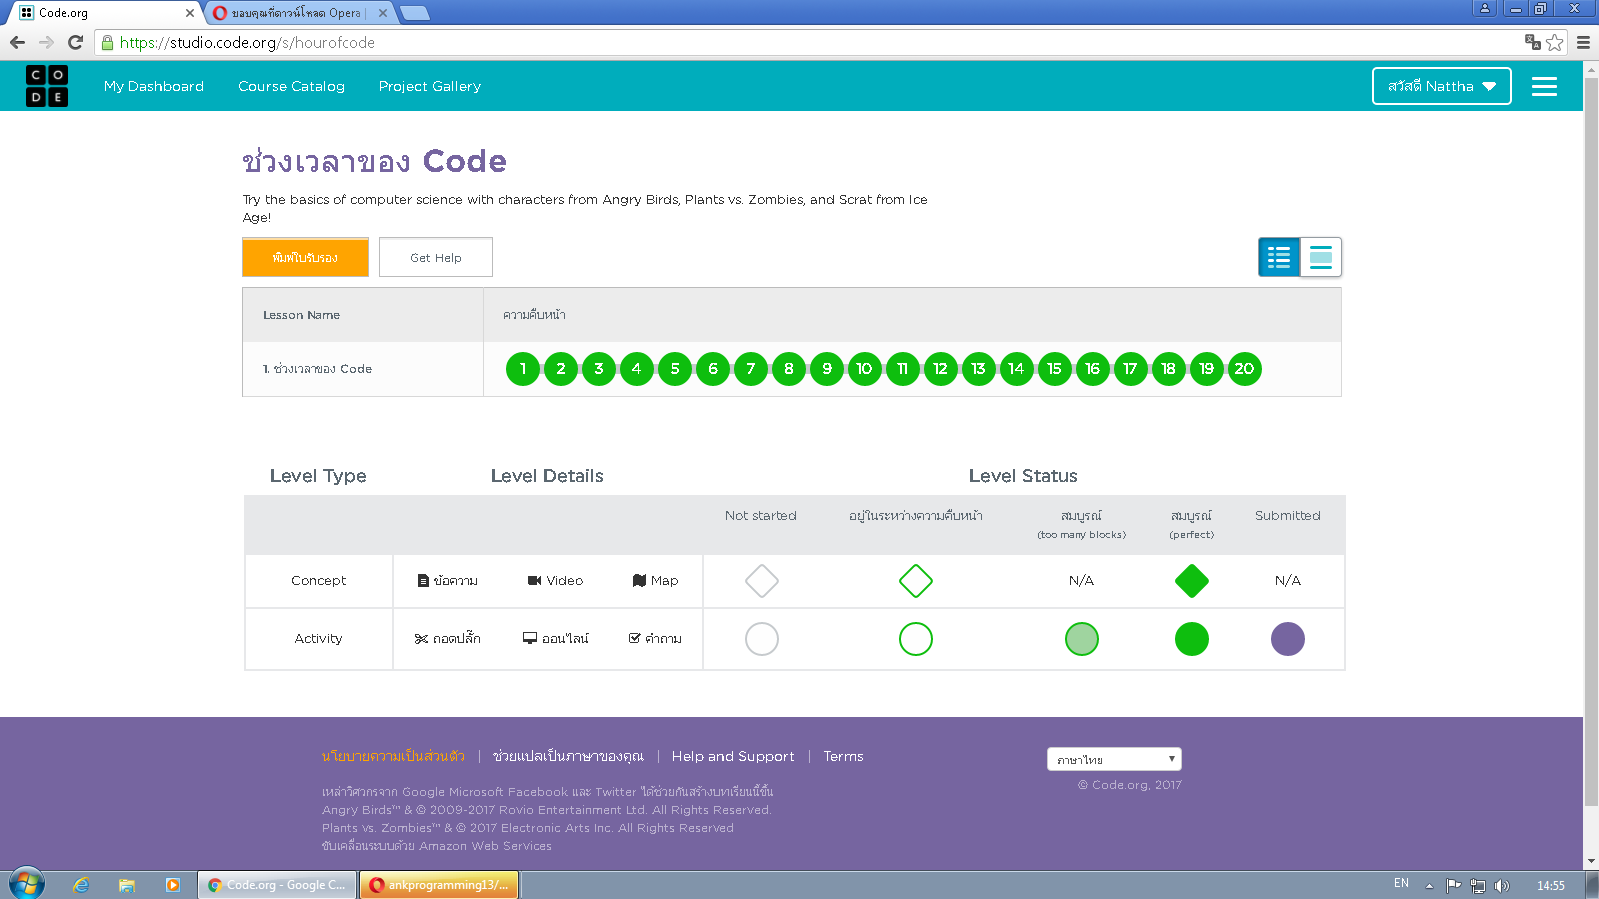 Code.org
ขอบคุณที่ดาวน์โหลด Opera
https://studio.code.org/s/hourofcode
CODE
My Dashboard Course Catalog Project Gallery สวัสดี Nattha
ช่วงเวลาของ Code
Try the basics of computer science with characters from Angry Birds, Plants vs. Zombies, and Scrat from Ice
Age!
พิมพ์ใบรับรอง Get Help
Lesson Name ความคืบหน้า
1. ช่วงเวลาของ Code 1 2 3 4 5 6 7 8 9 10 11 12 13 14 15 16 17 18 19 20
Level Type Level Details Level Status
Not started อยู่ในระหว่างความคืบหน้า สมบูรณ์ สมบูรณ์ Submitted
(too many blocks) (perfect)
Concept ข้อความ Video Map N/A N/A
Activity ถอดปลั๊ก ออนไลน์ คำถาม
นโยบายความเป็นส่วนตัว | ช่วยแปลเป็นภาษาของคุณ | Help and Support | Terms ภาษาไทย
© Code.org, 2017
เหล่าวิศวกรจาก Google Microsoft Facebook และ Twitter ได้ช่วยกันสร้างบทเรียนนี้ขึ้น
Angry Birds™ & © 2009-2017 Rovio Entertainment Ltd. All Rights Reserved.
Plants vs. Zombies™ & © 2017 Electronic Arts Inc. All Rights Reserved
ขับเคลื่อนระบบด้วย Amazon Web Services
Code.org - Google C... ankprogramming13/... EN 14:55